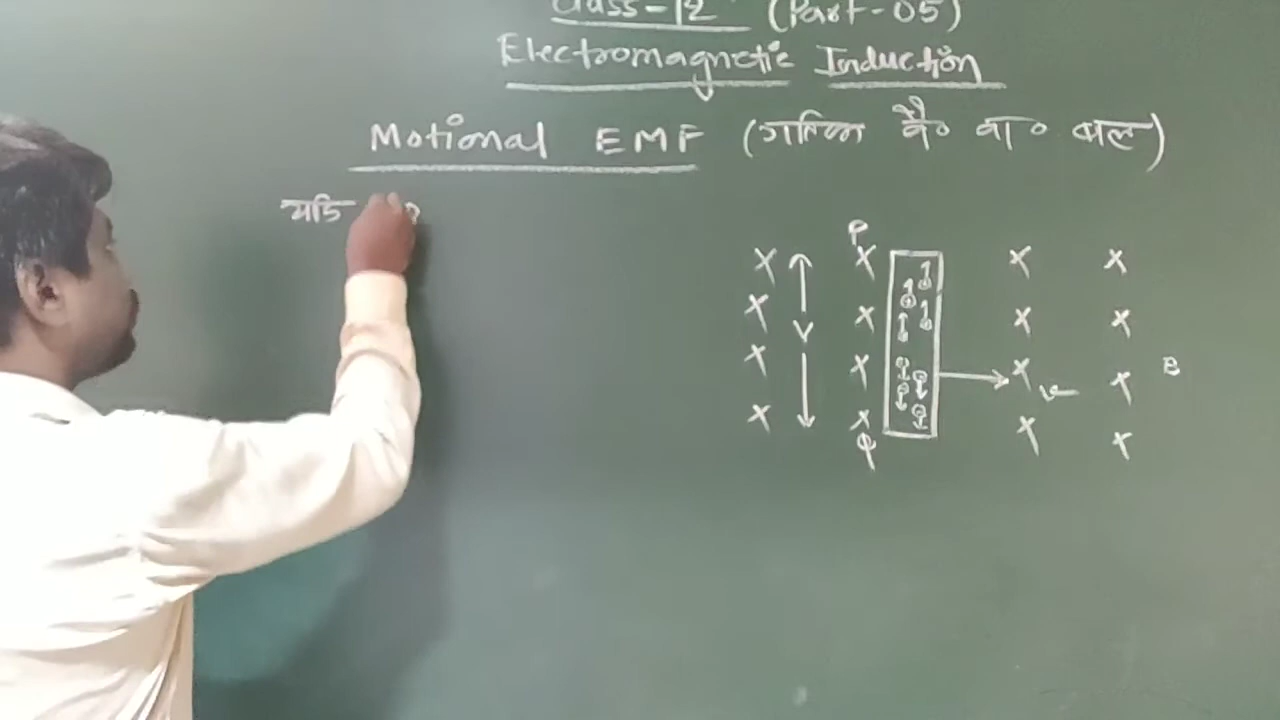 Class-12 (Part-05)
Electromagnetic Induction
Motional EMF (गतिक वै० वा० बल)
यदि
P
X X X X
X X X X
X X X X
X X X X
B